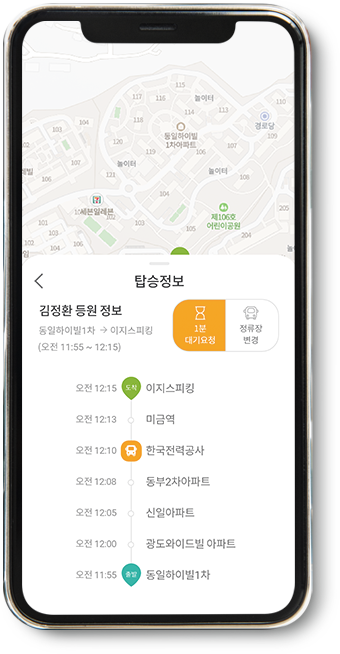 115
117
116
놀이터
113
114
121
동일하이빌
1차아파트
경로당
120
놀이터
놀이터
107
106
101
104
108
세븐일레븐
제106호
어린이공원
103
105
201
205
탑승정보
김정환 등원 정보
동일하이빌1차 → 이지스피킹
(오전 11:55 ~ 12:15)
1분
대기요청
정류장
변경
오전 12:15 도착 이지스피킹
오전 12:13 미금역
오전 12:10 한국전력공사
오전 12:08 동부2차아파트
오전 12:05 신일아파트
오전 12:00 광도와이드빌 아파트
오전 11:55 출발 동일하이빌1차